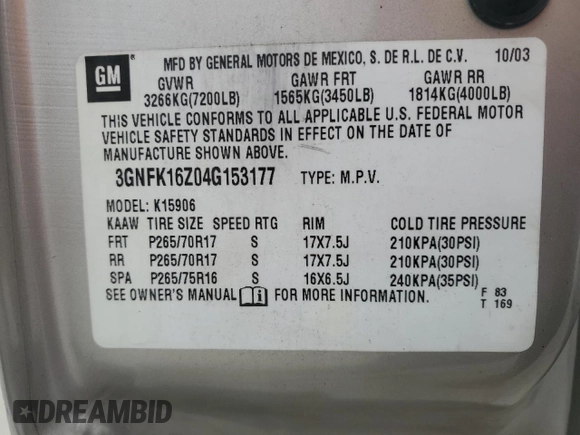 GM
MFD BY GENERAL MOTORS DE MEXICO, S. DE R.L. DE C.V. 10/03
GVWR GAWR FRT GAWR RR
3266KG(7200LB) 1565KG(3450LB) 1814KG(4000LB)
THIS VEHICLE CONFORMS TO ALL APPLICABLE U.S. FEDERAL MOTOR
VEHICLE SAFETY STANDARDS IN EFFECT ON THE DATE OF
MANUFACTURE SHOWN ABOVE.
3GNFK16Z04G153177 TYPE: M.P.V.
MODEL: K15906
KAAW TIRE SIZE SPEED RTG RIM COLD TIRE PRESSURE
FRT P265/70R17 S 17X7.5J 210KPA(30PSI)
RR P265/70R17 S 17X7.5J 210KPA(30PSI)
SPA P265/75R16 S 16X6.5J 240KPA(35PSI)
SEE OWNER'S MANUAL FOR MORE INFORMATION. F 83
T 169
DREAMBID